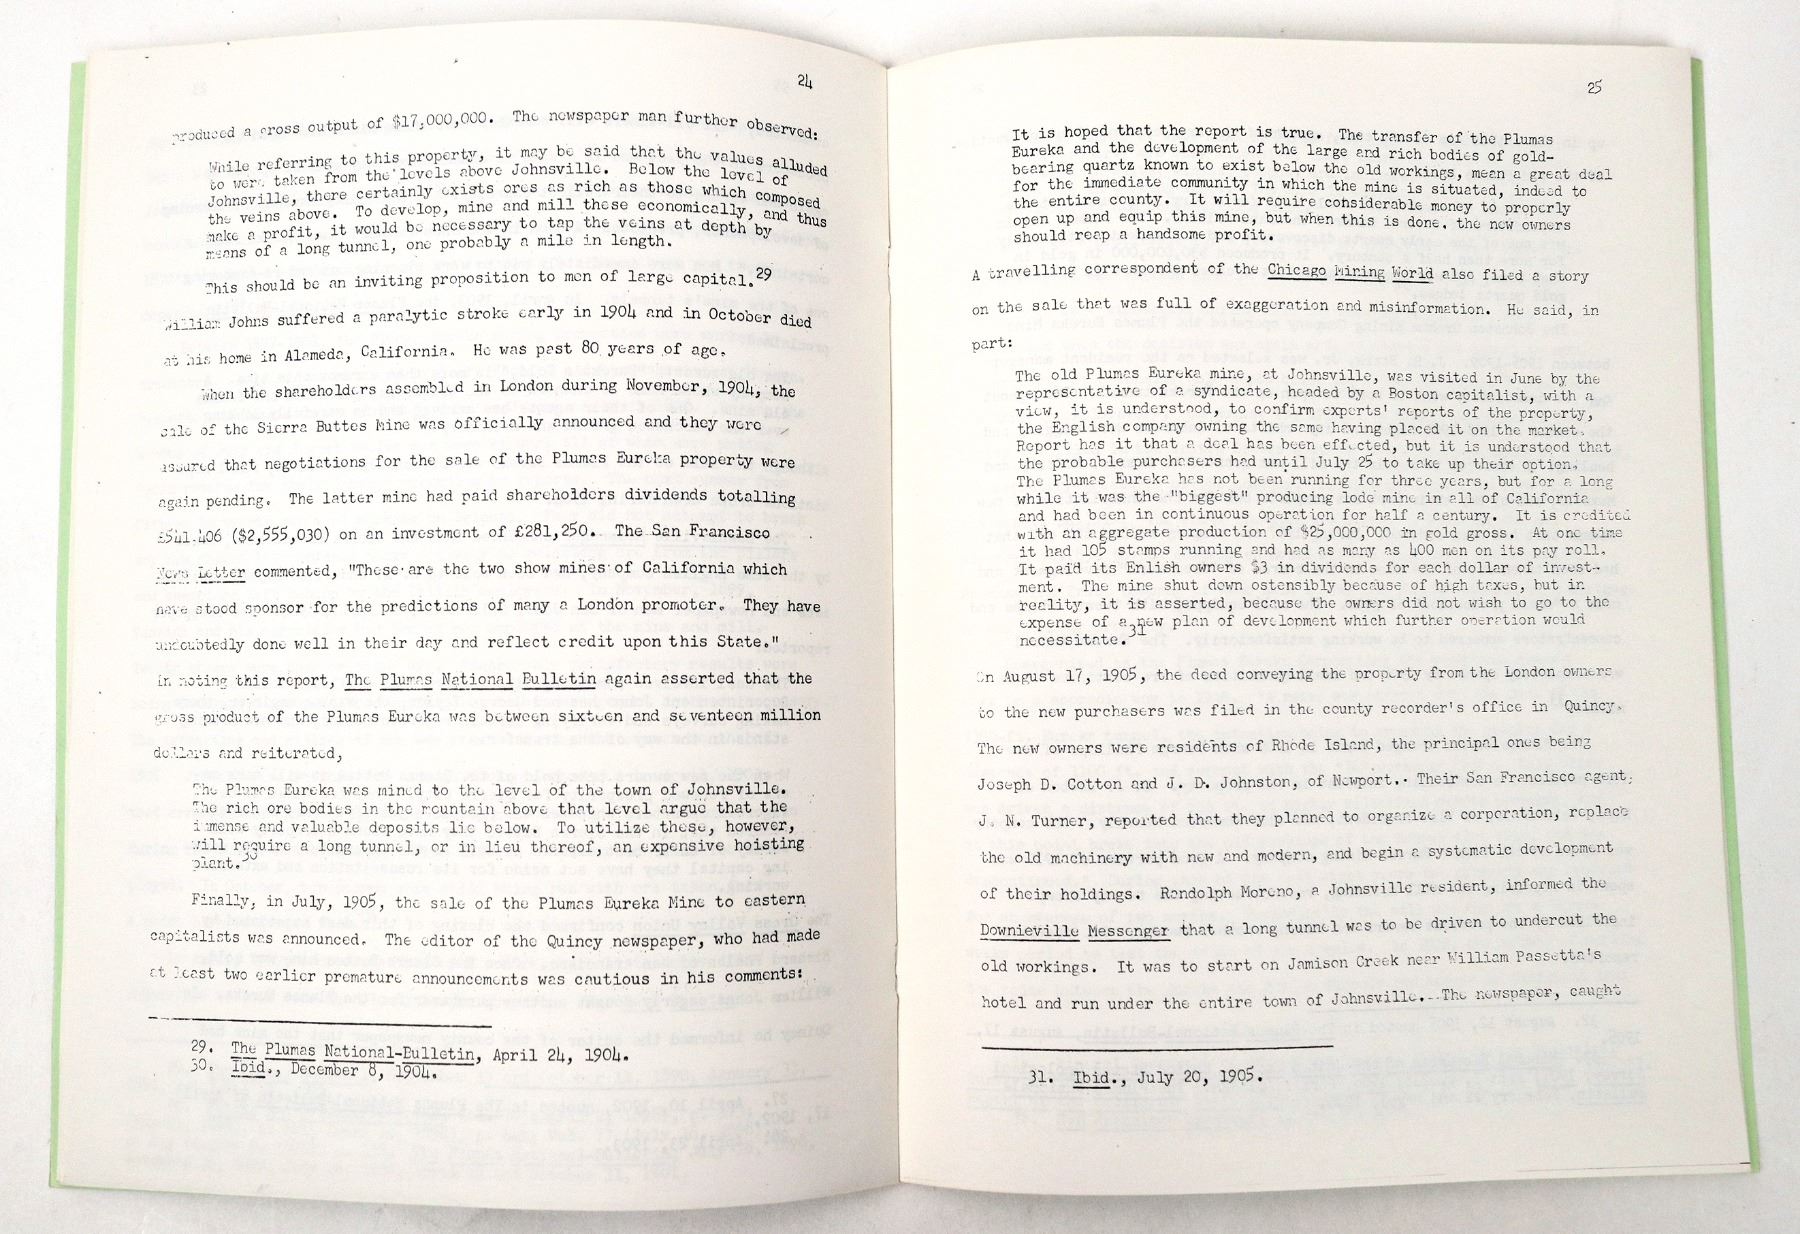 24
produced a gross output of $17,000,000. The newspaper man further observed:
While referring to this property, it may be said that the values alluded
to were taken from the levels above Johnsville. Below the level of
Johnsville, there certainly exists ores as rich as those which composed
the veins above. To develop, mine and mill these economically, and thus
make a profit, it would be necessary to tap the veins at depth by
means of a long tunnel, one probably a mile in length.
This should be an inviting proposition to men of large capital.29
William Johns suffered a paralytic stroke early in 1904 and in October died
at his home in Alameda, California. He was past 80 years of age.
When the shareholders assembled in London during November, 1904, the
sale of the Sierra Buttes Mine was officially announced and they were
assured that negotiations for the sale of the Plumas Eureka property were
again pending. The latter mine had paid shareholders dividends totalling
£541,406 ($2,555,030) on an investment of £281,250. The San Francisco
News Letter commented, "These are the two show mines of California which
have stood sponsor for the predictions of many a London promoter. They have
undoubtedly done well in their day and reflect credit upon this State."
In noting this report, The Plumas National Bulletin again asserted that the
gross product of the Plumas Eureka was between sixteen and seventeen million
dollars and reiterated,
The Plumas Eureka was mined to the level of the town of Johnsville.
The rich ore bodies in the mountain above that level argue that the
immense and valuable deposits lie below. To utilize these, however,
will require a long tunnel, or in lieu thereof, an expensive hoisting
plant.30
Finally, in July, 1905, the sale of the Plumas Eureka Mine to eastern
capitalists was announced. The editor of the Quincy newspaper, who had made
at least two earlier premature announcements was cautious in his comments:
29. The Plumas National-Bulletin, April 24, 1904.
30. Ibid., December 8, 1904.
25
It is hoped that the report is true. The transfer of the Plumas
Eureka and the development of the large and rich bodies of gold-
bearing quartz known to exist below the old workings, mean a great deal
for the immediate community in which the mine is situated, indeed to
the entire county. It will require considerable money to properly
open up and equip this mine, but when this is done, the new owners
should reap a handsome profit.
A travelling correspondent of the Chicago Mining World also filed a story
on the sale that was full of exaggeration and misinformation. He said, in
part:
The old Plumas Eureka mine, at Johnsville, was visited in June by the
representative of a syndicate, headed by a Boston capitalist, with a
view, it is understood, to confirm experts' reports of the property,
the English company owning the same having placed it on the market.
Report has it that a deal has been effected, but it is understood that
the probable purchasers had until July 25 to take up their option.
The Plumas Eureka has not been running for three years, but for a long
while it was the "biggest" producing lode mine in all of California
and had been in continuous operation for half a century. It is credited
with an aggregate production of $25,000,000 in gold gross. At one time
it had 105 stamps running and had as many as 400 men on its pay roll.
It paid its Enlish owners $3 in dividends for each dollar of invest-
ment. The mine shut down ostensibly because of high taxes, but in
reality, it is asserted, because the owners did not wish to go to the
expense of a new plan of development which further operation would
necessitate.31
On August 17, 1905, the deed conveying the property from the London owners
to the new purchasers was filed in the county recorder's office in Quincy.
The new owners were residents of Rhode Island, the principal ones being
Joseph D. Cotton and J. D. Johnston, of Newport. Their San Francisco agent,
J. N. Turner, reported that they planned to organize a corporation, replace
the old machinery with new and modern, and begin a systematic development
of their holdings. Randolph Moreno, a Johnsville resident, informed the
Downieville Messenger that a long tunnel was to be driven to undercut the
old workings. It was to start on Jamison Creek near William Passetta's
hotel and run under the entire town of Johnsville. The newspaper, caught
31. Ibid., July 20, 1905.